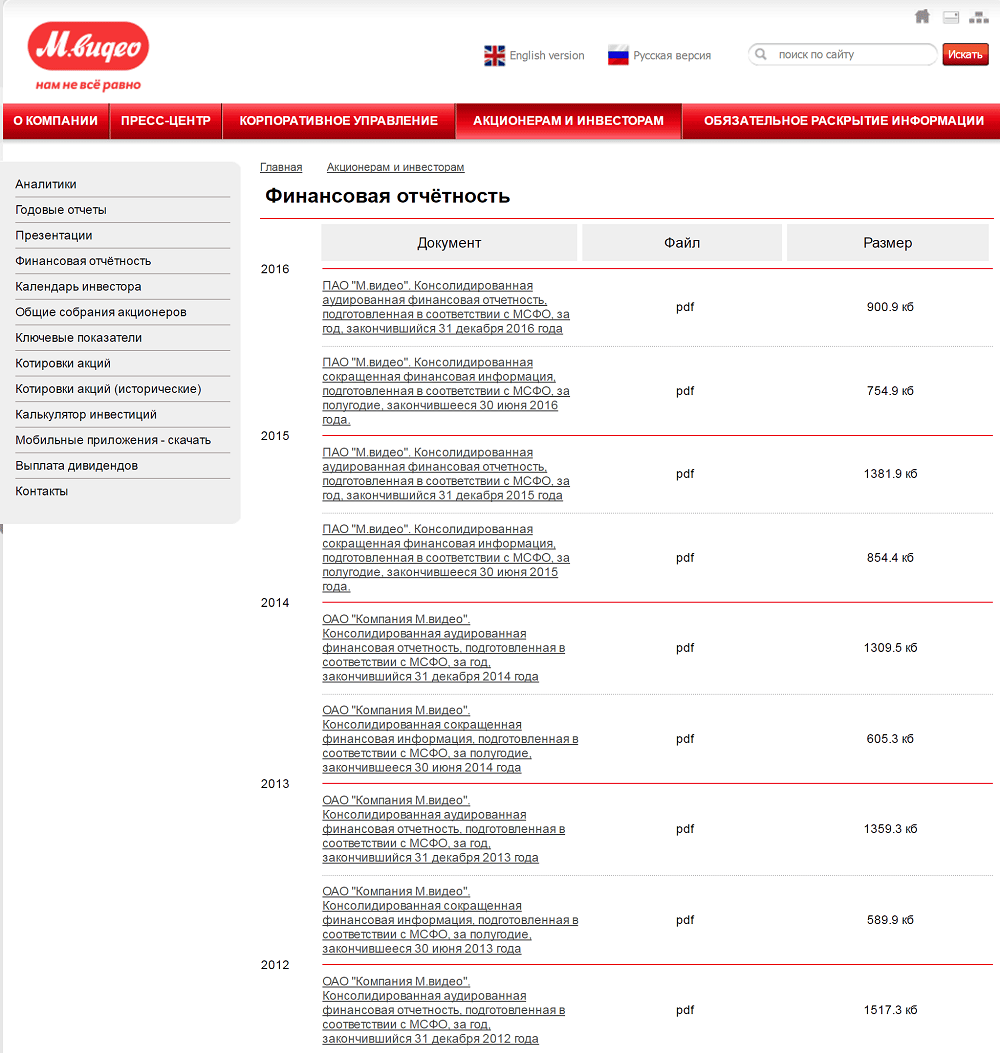 М.видео
нам не всё равно
English version
Русская версия
поиск по сайту
Искать
О КОМПАНИИ
ПРЕСС-ЦЕНТР
КОРПОРАТИВНОЕ УПРАВЛЕНИЕ
АКЦИОНЕРАМ И ИНВЕСТОРАМ
ОБЯЗАТЕЛЬНОЕ РАСКРЫТИЕ ИНФОРМАЦИИ
Аналитики
Годовые отчеты
Презентации
Финансовая отчётность
Календарь инвестора
Общие собрания акционеров
Ключевые показатели
Котировки акций
Котировки акций (исторические)
Калькулятор инвестиций
Мобильные приложения - скачать
Выплата дивидендов
Контакты
Главная
Акционерам и инвесторам
Финансовая отчётность
Документ
Файл
Размер
2016
ПАО "М.видео". Консолидированная
аудированная финансовая отчетность,
подготовленная в соответствии с МСФО, за
год, закончившийся 31 декабря 2016 года
pdf
900.9 кб
ПАО "М.видео". Консолидированная
сокращенная финансовая информация,
подготовленная в соответствии с МСФО, за
полугодие, закончившееся 30 июня 2016
года.
pdf
754.9 кб
2015
ПАО "М.видео". Консолидированная
аудированная финансовая отчетность,
подготовленная в соответствии с МСФО, за
год, закончившийся 31 декабря 2015 года
pdf
1381.9 кб
ПАО "М.видео". Консолидированная
сокращенная финансовая информация,
подготовленная в соответствии с МСФО, за
полугодие, закончившееся 30 июня 2015
года.
pdf
854.4 кб
2014
ОАО "Компания М.видео".
Консолидированная аудированная
финансовая отчетность, подготовленная в
соответствии с МСФО, за год,
закончившийся 31 декабря 2014 года
pdf
1309.5 кб
ОАО "Компания М.видео".
Консолидированная сокращенная
финансовая информация, подготовленная в
соответствии с МСФО, за полугодие,
закончившееся 30 июня 2014 года
pdf
605.3 кб
2013
ОАО "Компания М.видео".
Консолидированная аудированная
финансовая отчетность, подготовленная в
соответствии с МСФО, за год,
закончившийся 31 декабря 2013 года
pdf
1359.3 кб
ОАО "Компания М.видео".
Консолидированная сокращенная
финансовая информация, подготовленная в
соответствии с МСФО, за полугодие,
закончившееся 30 июня 2013 года
pdf
589.9 кб
2012
ОАО "Компания М.видео".
Консолидированная аудированная
финансовая отчетность, подготовленная в
соответствии с МСФО, за год,
закончившийся 31 декабря 2012 года
pdf
1517.3 кб